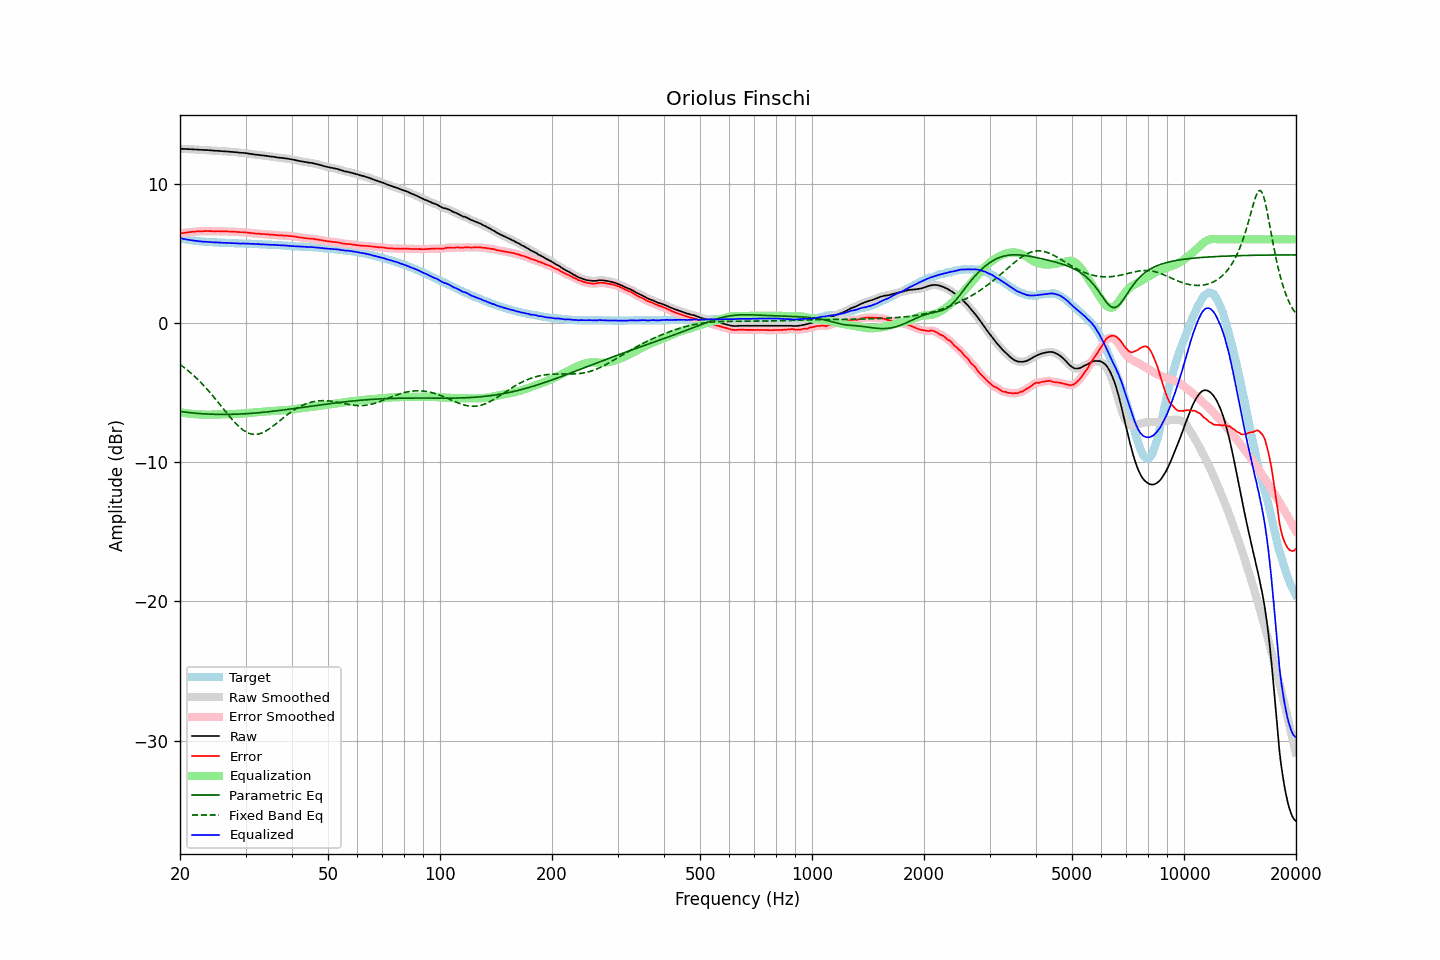 Oriolus Finschi
10
0
−10
−20
−30
Amplitude (dBr)
Target
Raw Smoothed
Error Smoothed
Raw
Error
Equalization
Parametric Eq
Fixed Band Eq
Equalized
20 50 100 200 500 1000 2000 5000 10000 20000
Frequency (Hz)